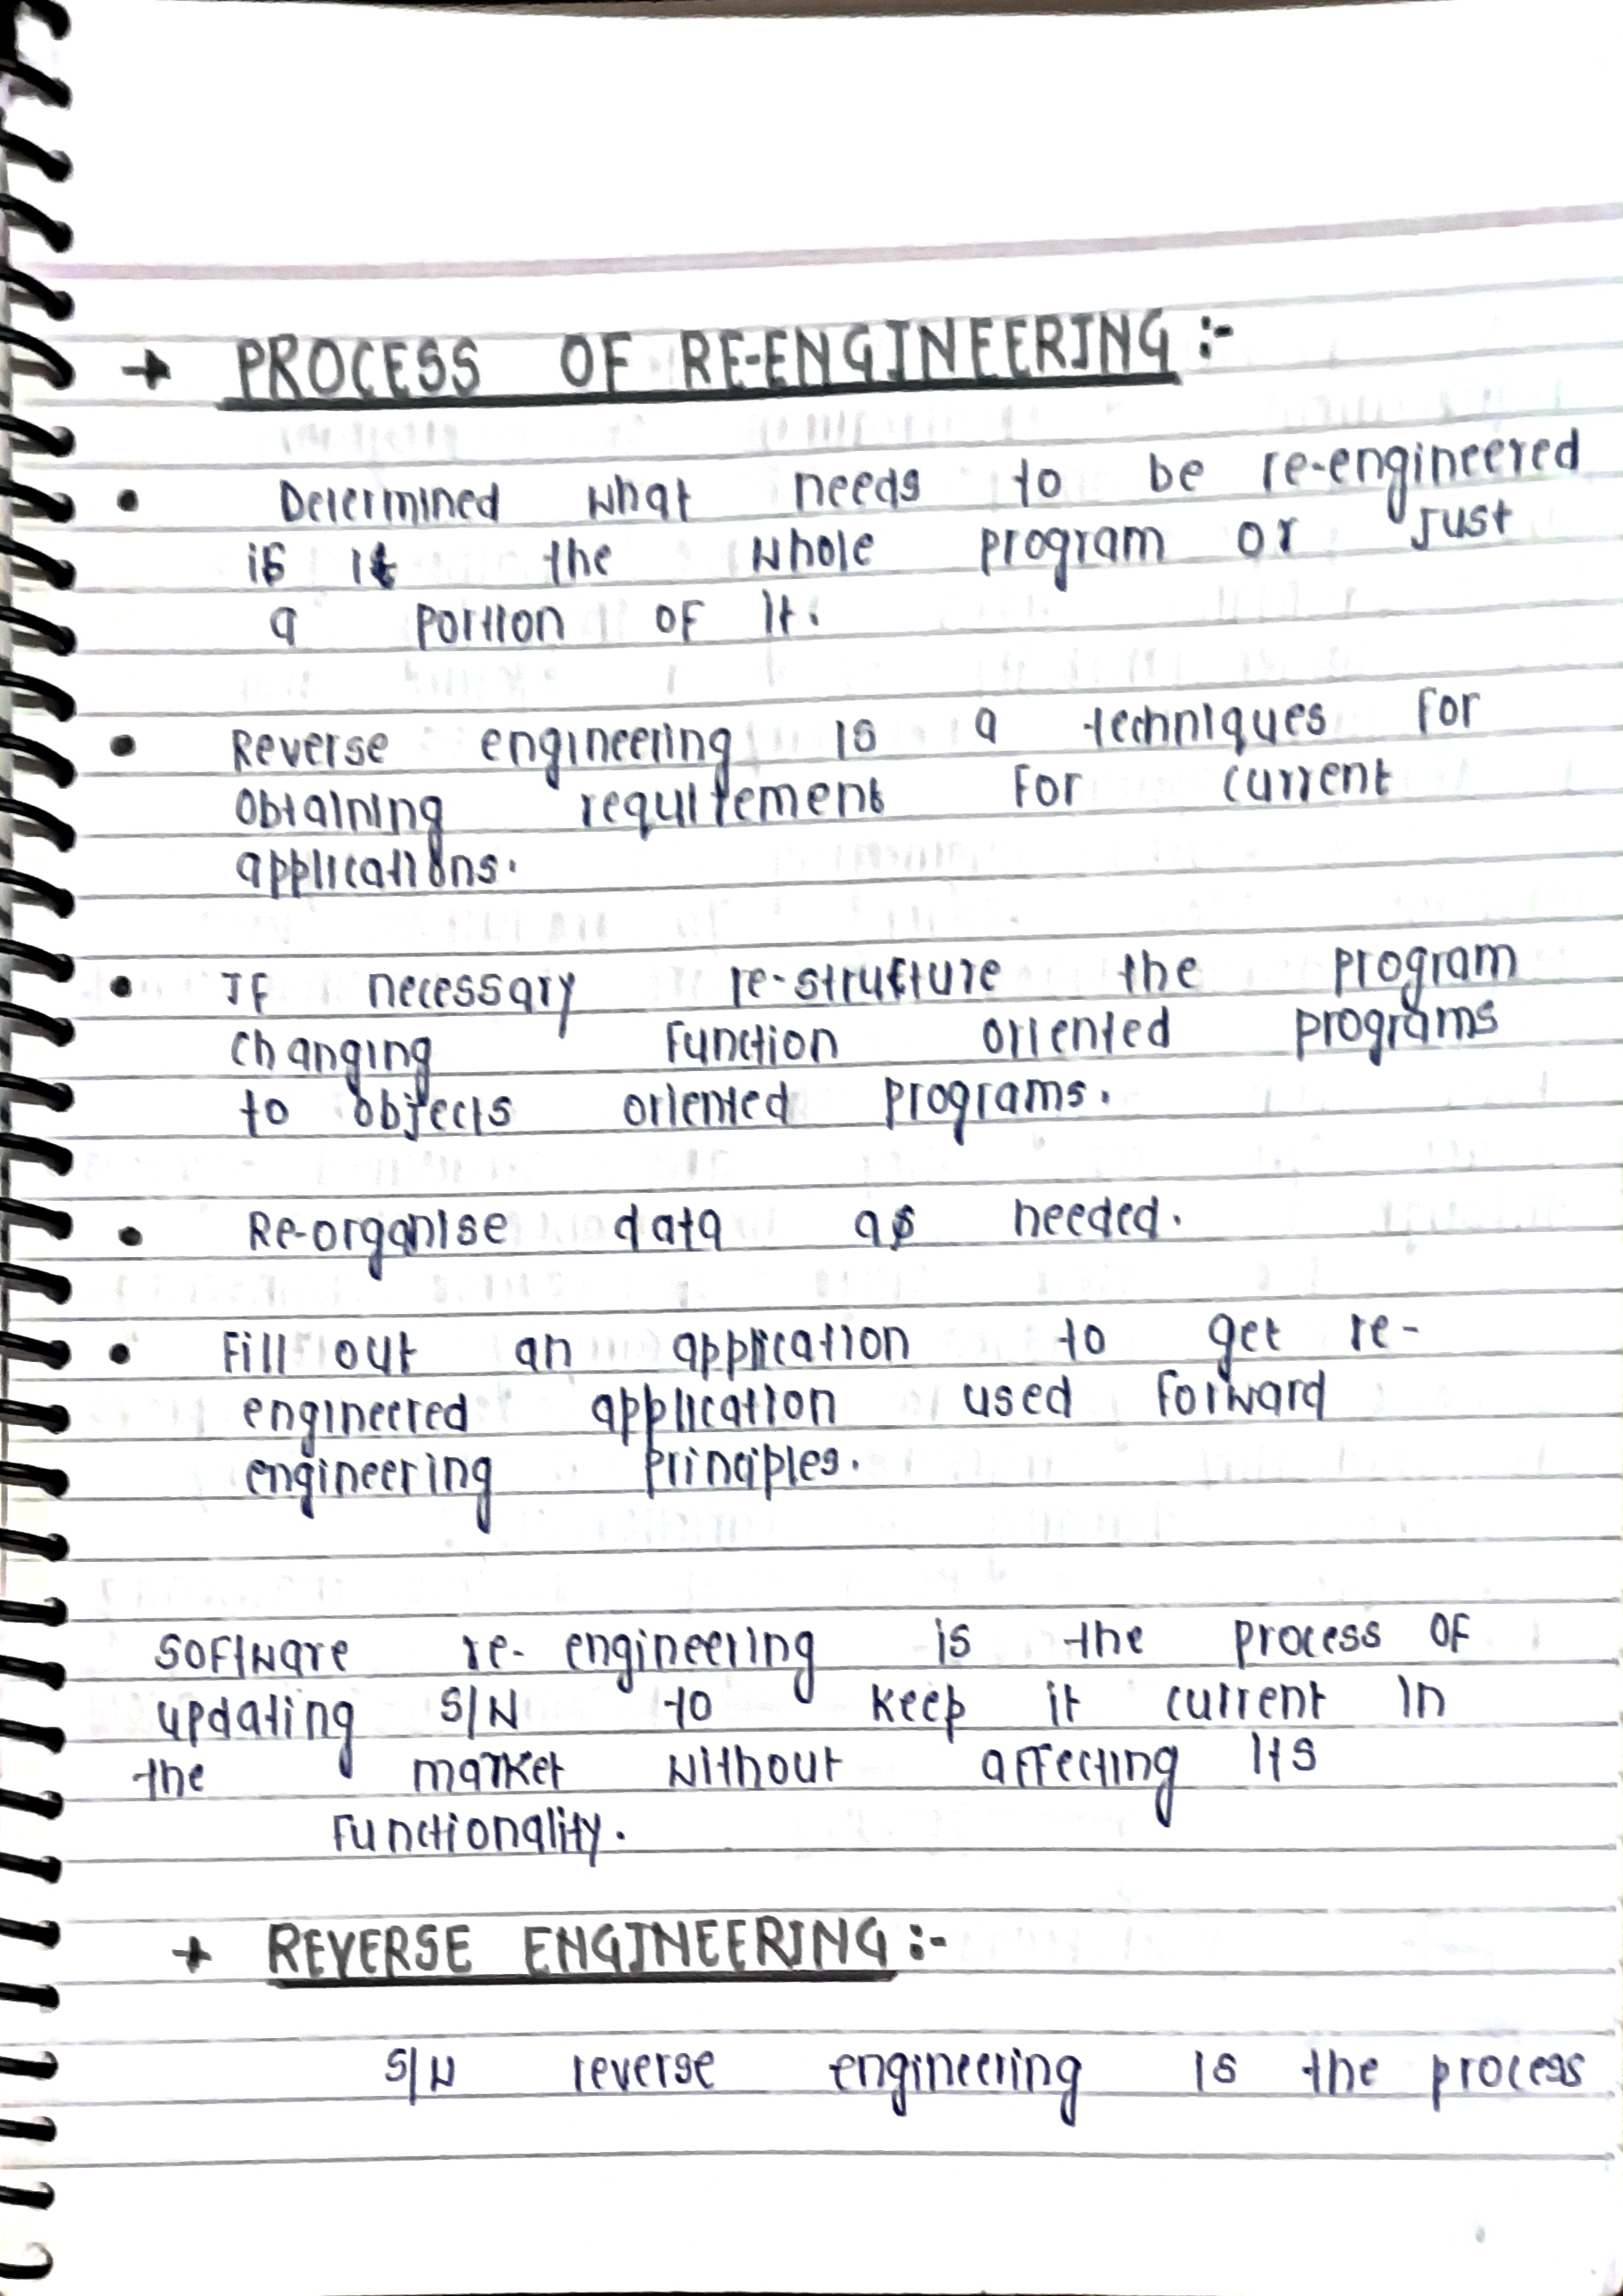 → PROCESS OF RE-ENGINEERING :-
• Determined what needs to be re-engineered
is it the whole program or just
a portion of it.
• Reverse engineering is a techniques for
obtaining requirement for current
applications.
• If necessary re-structure the program
changing function oriented programs
to objects oriented programs.
• Re-organise data as needed.
• Fill out an application to get re-
engineered application used forward
engineering principles.
software re-engineering is the process of
updating S/W to keep it current in
the market without affecting its
functionality.
→ REVERSE ENGINEERING :-
S/W reverse engineering is the process